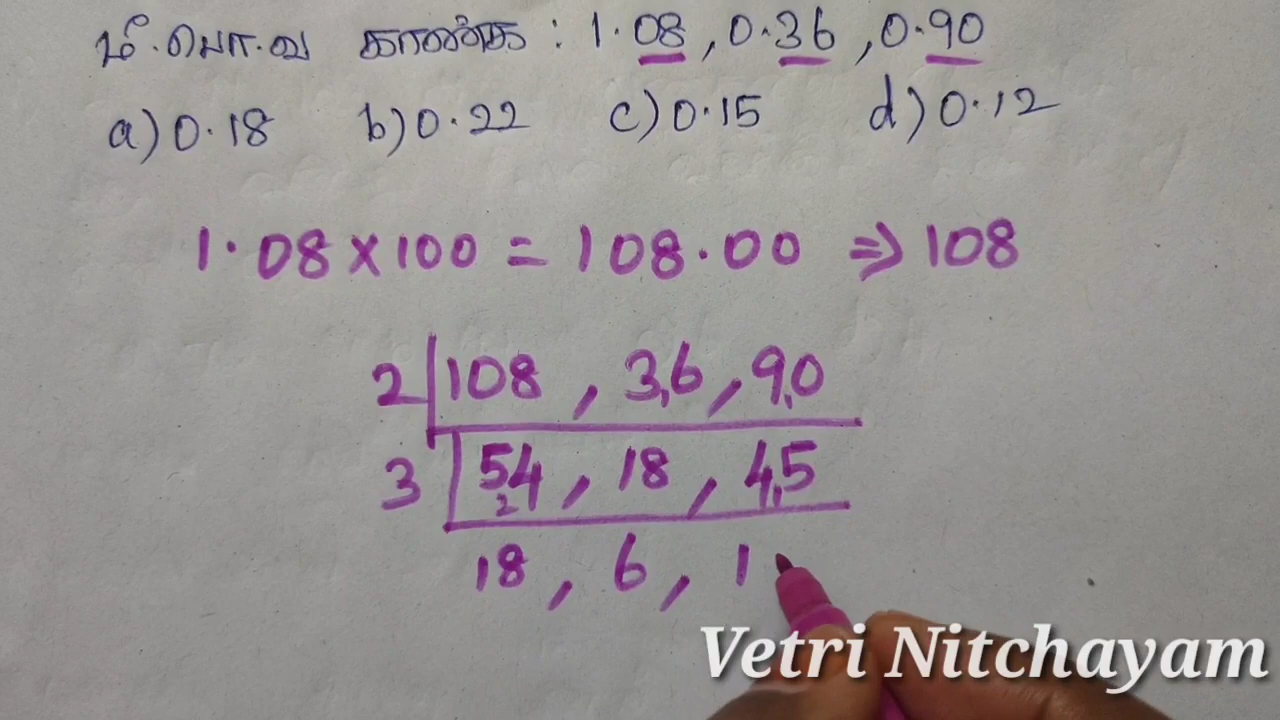 மீ.பொ.வ காண்க : 1.08 , 0.36 , 0.90
a) 0.18 b) 0.22 c) 0.15 d) 0.12
1.08 × 100 = 108.00 ⇒ 108
2 | 108 , 36 , 90
3 | 54 , 18 , 45
18 , 6 , 1
Vetri Nitchayam